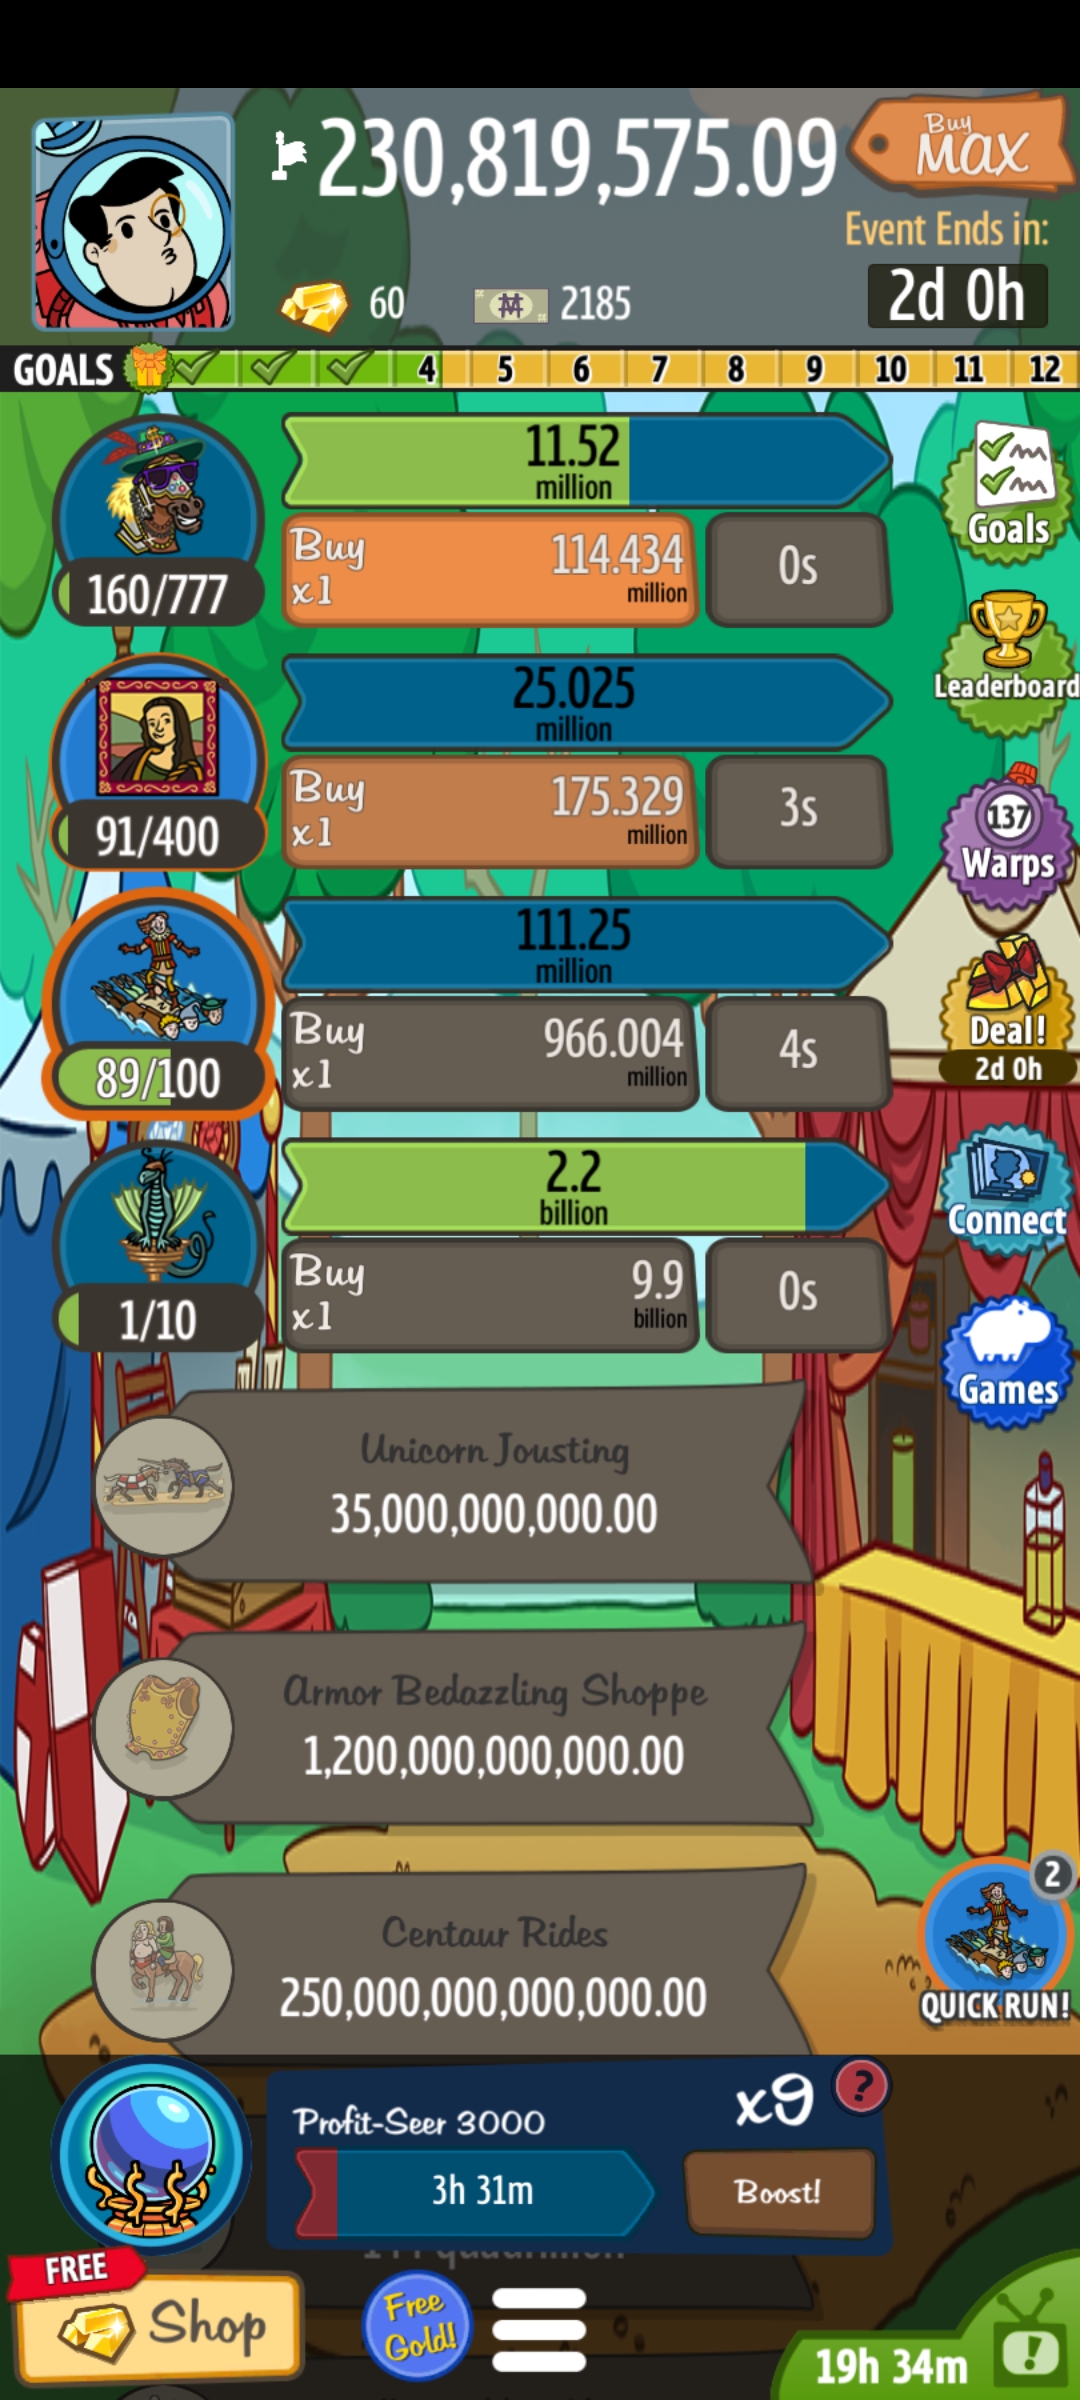 230,819,575.09
Buy
MAX
Event Ends in:
2d 0h
60
2185
GOALS 4 5 6 7 8 9 10 11 12
11.52
million
160/777
Buy
x1
114.434
million
0s
Goals
25.025
million
91/400
Buy
x1
175.329
million
3s
Leaderboard
137
Warps
111.25
million
89/100
Buy
x1
966.004
million
4s
Deal!
2d 0h
2.2
billion
1/10
Buy
x1
9.9
billion
0s
Connect
Games
Unicorn Jousting
35,000,000,000.00
Armor Bedazzling Shoppe
1,200,000,000,000.00
Centaur Rides
250,000,000,000,000.00
2
QUICK RUN!
Profit-Seer 3000
x9
?
3h 31m
Boost!
FREE
Shop
Free
Gold!
19h 34m
!